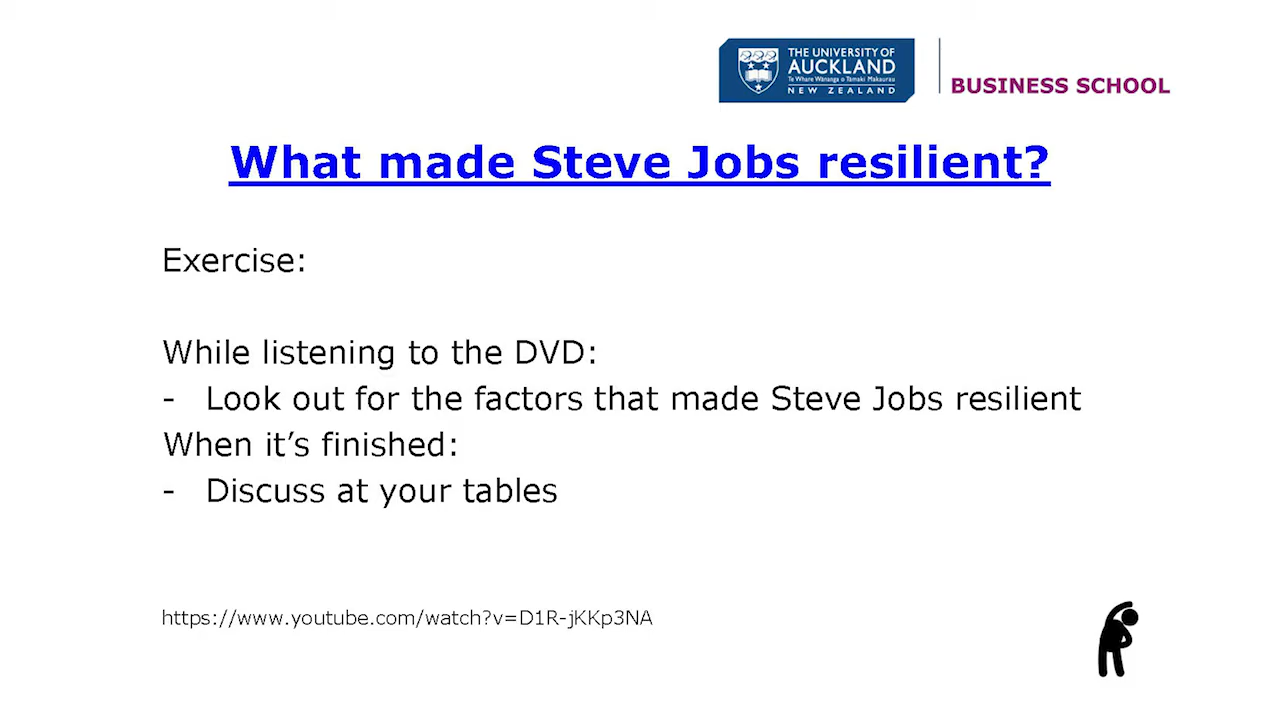 THE UNIVERSITY OF
AUCKLAND
Te Whare Wānanga o Tāmaki Makaurau
NEW ZEALAND
BUSINESS SCHOOL
What made Steve Jobs resilient?
Exercise:
While listening to the DVD:
- Look out for the factors that made Steve Jobs resilient
When it’s finished:
- Discuss at your tables
https://www.youtube.com/watch?v=D1R-jKKp3NA